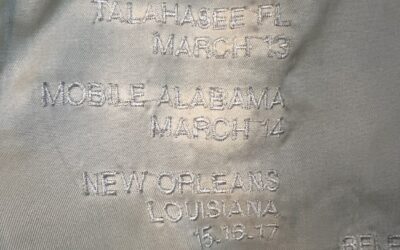 TALAHASEE FL
MARCH 13
MOBILE ALABAMA
MARCH 14
NEW ORLEANS
LOUISIANA
15-16-17